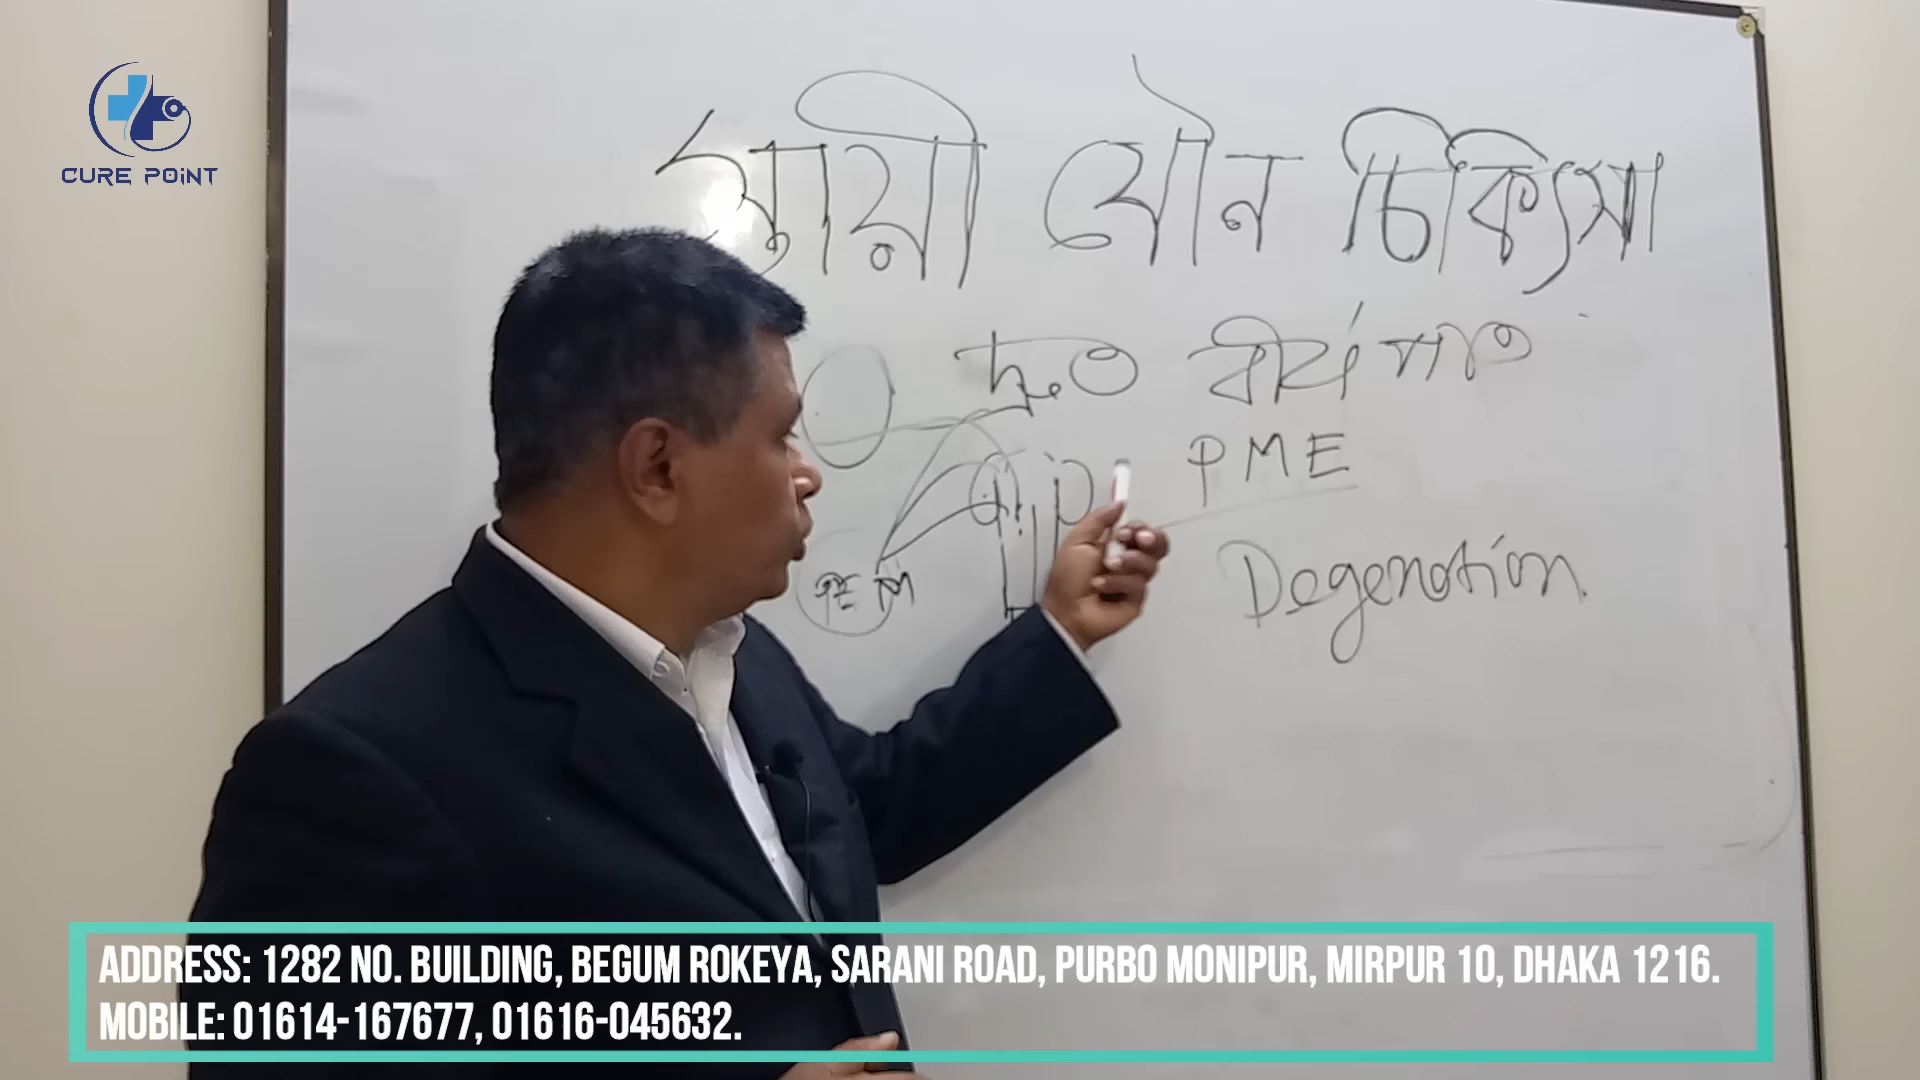 CURE POINT
স্থায়ী যৌন চিকিৎসা
দ্রুত বীর্যপাত
PME
Degenotion
ADDRESS: 1282 NO. BUILDING, BEGUM ROKEYA, SARANI ROAD, PURBO MONIPUR, MIRPUR 10, DHAKA 1216.
MOBILE: 01614-167677, 01616-045632.